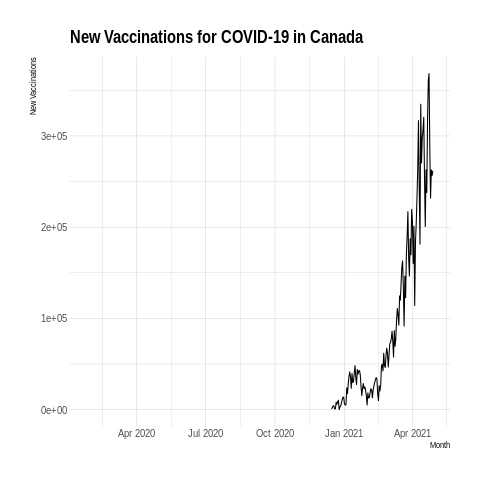 New Vaccinations for COVID-19 in Canada
New Vaccinations
3e+05
2e+05
1e+05
0e+00
Apr 2020 Jul 2020 Oct 2020 Jan 2021 Apr 2021
Month